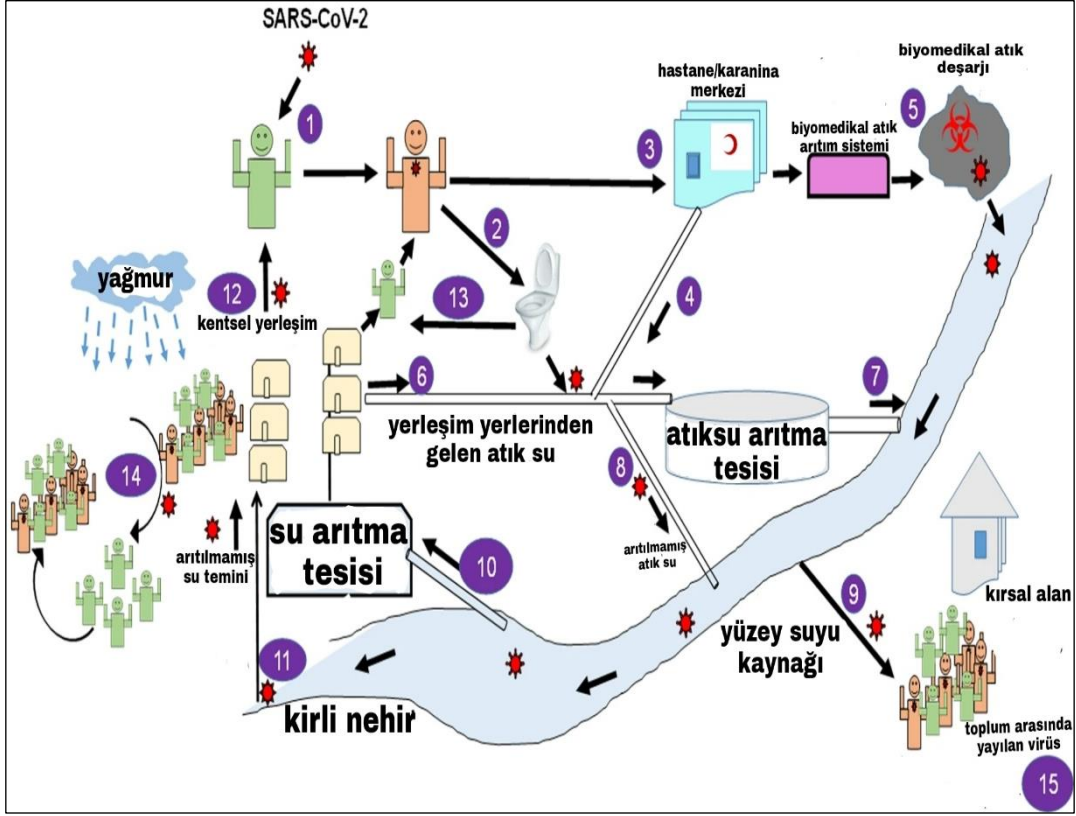 SARS-CoV-2
1
2
hastane/karanina
merkezi
3
biyomedikal atık
arıtım sistemi
biyomedikal atık
deşarjı
5
yağmur
12
kentsel yerleşim
13
4
6
yerleşim yerlerinden
gelen atık su
atıksu arıtma
tesisi
7
8
arıtılmamış
atık su
14
arıtılmamış
su temini
su arıtma
tesisi
10
11
kirli nehir
yüzey suyu
kaynağı
9
kırsal alan
toplum arasında
yayılan virüs
15